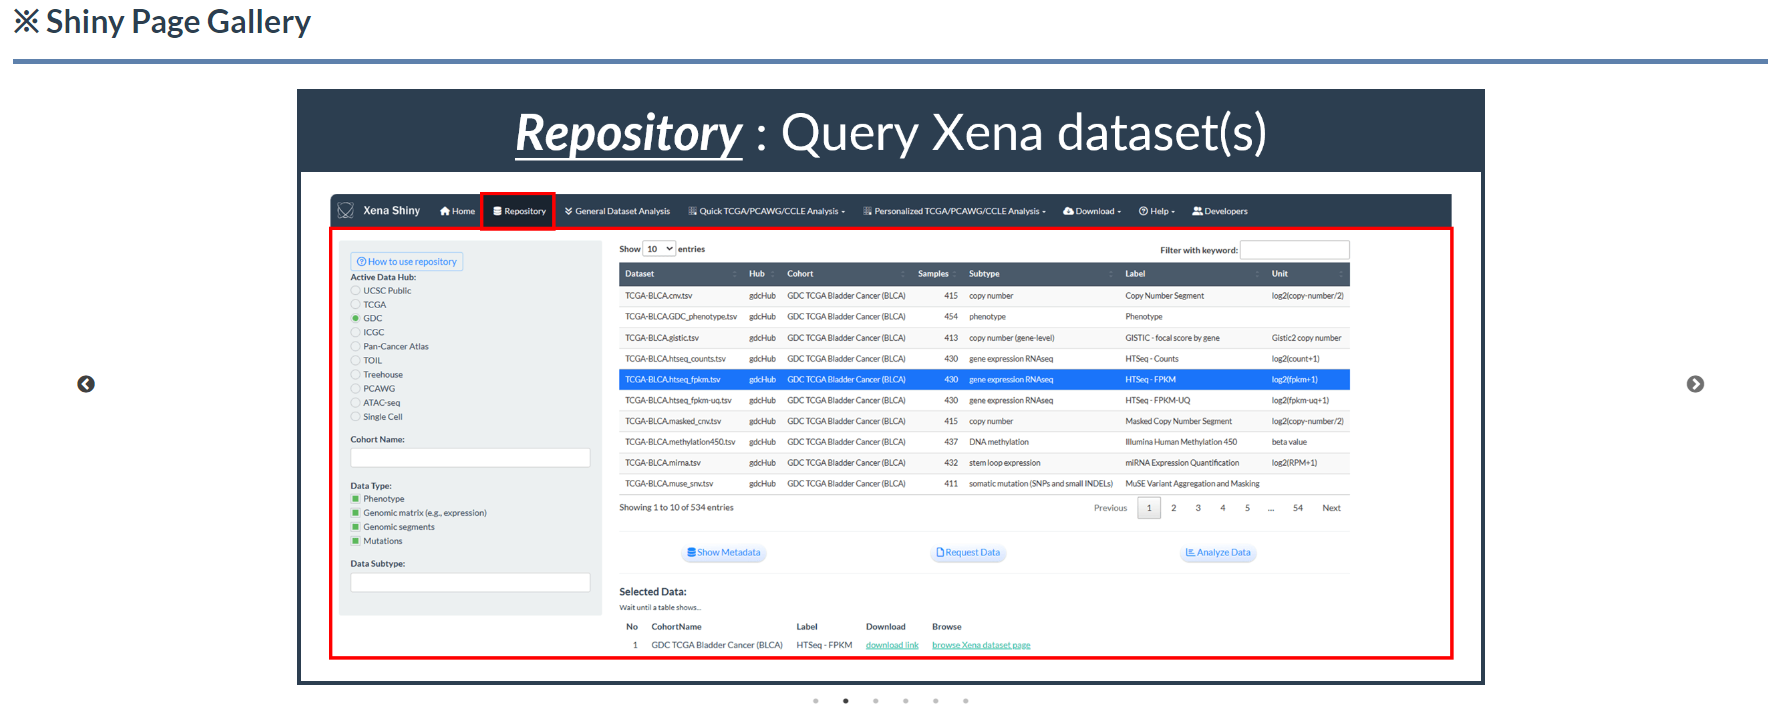 ※ Shiny Page Gallery
Repository : Query Xena dataset(s)
Xena Shiny Home Repository General Dataset Analysis Quick TCGA/PCAWG/CCLE Analysis Personalized TCGA/PCAWG/CCLE Analysis Download Help Developers
How to use repository
Active Data Hub:
UCSC Public
TCGA
GDC
ICGC
Pan-Cancer Atlas
TOIL
Treehouse
PCAWG
ATAC-seq
Single Cell
Cohort Name:
Data Type:
Phenotype
Genomic matrix (e.g., expression)
Genomic segments
Mutations
Data Subtype:
Show 10 entries
Filter with keyword:
Dataset Hub Cohort Samples Subtype Label Unit
TCGA-BLCA.cnv.tsv gdcHub GDC TCGA Bladder Cancer (BLCA) 415 copy number Copy Number Segment log2(copy-number/2)
TCGA-BLCA.GDC_phenotype.tsv gdcHub GDC TCGA Bladder Cancer (BLCA) 454 phenotype Phenotype
TCGA-BLCA.gistic.tsv gdcHub GDC TCGA Bladder Cancer (BLCA) 413 copy number (gene-level) GISTIC - focal score by gene Gistic2 copy number
TCGA-BLCA.htseq_counts.tsv gdcHub GDC TCGA Bladder Cancer (BLCA) 430 gene expression RNAseq HTSeq - Counts log2(count+1)
TCGA-BLCA.htseq_fpkm.tsv gdcHub GDC TCGA Bladder Cancer (BLCA) 430 gene expression RNAseq HTSeq - FPKM log2(fpkm+1)
TCGA-BLCA.htseq_fpkm-uq.tsv gdcHub GDC TCGA Bladder Cancer (BLCA) 430 gene expression RNAseq HTSeq - FPKM-UQ log2(fpkm-uq+1)
TCGA-BLCA.masked_cnv.tsv gdcHub GDC TCGA Bladder Cancer (BLCA) 415 copy number Masked Copy Number Segment log2(copy-number/2)
TCGA-BLCA.methylation450.tsv gdcHub GDC TCGA Bladder Cancer (BLCA) 437 DNA methylation Illumina Human Methylation 450 beta value
TCGA-BLCA.mirna.tsv gdcHub GDC TCGA Bladder Cancer (BLCA) 432 stem loop expression miRNA Expression Quantification log2(RPM+1)
TCGA-BLCA.muse_snv.tsv gdcHub GDC TCGA Bladder Cancer (BLCA) 411 somatic mutation (SNPs and small INDELs) MuSE Variant Aggregation and Masking
Showing 1 to 10 of 534 entries
Previous 1 2 3 4 5 ... 54 Next
Show Metadata Request Data Analyze Data
Selected Data:
Wait until a table shows...
No CohortName Label Download Browse
1 GDC TCGA Bladder Cancer (BLCA) HTSeq - FPKM download link browse Xena dataset page